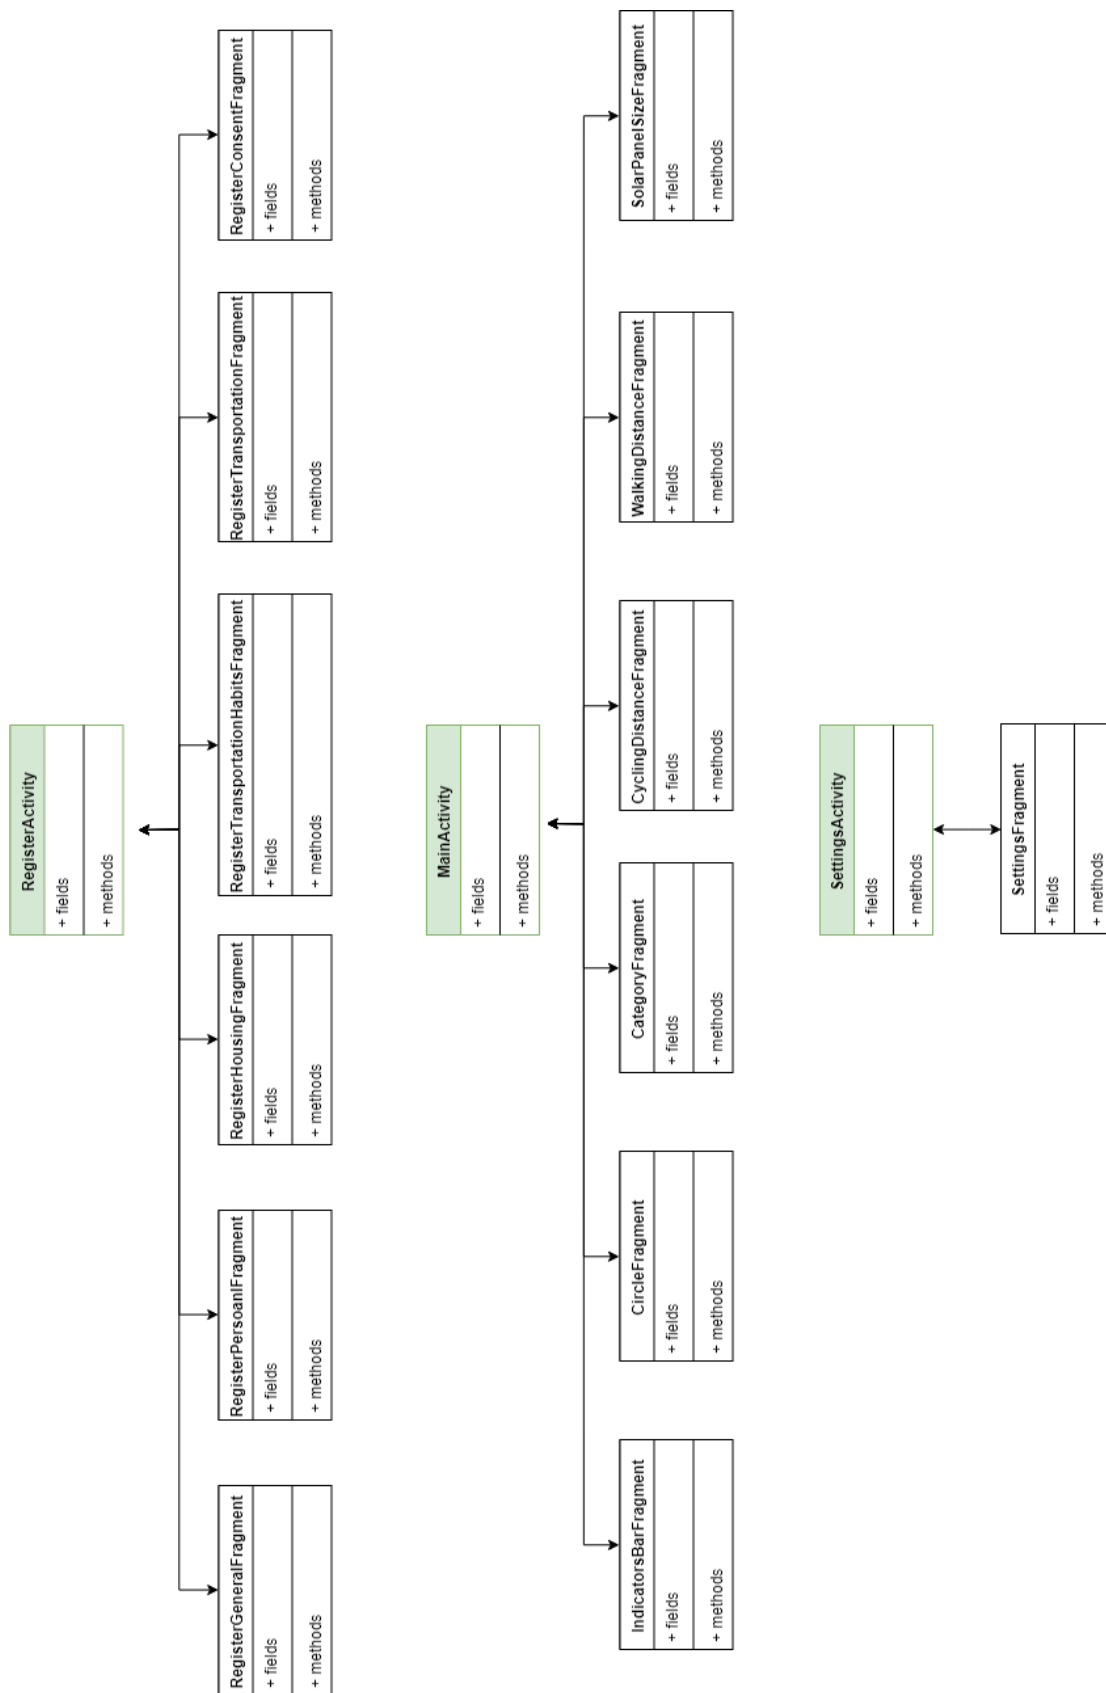 RegisterActivity
+ fields
+ methods
RegisterGeneralFragment
+ fields
+ methods
RegisterPersoanlFragment
+ fields
+ methods
RegisterHousingFragment
+ fields
+ methods
RegisterTransportationHabitsFragment
+ fields
+ methods
RegisterTransportationFragment
+ fields
+ methods
RegisterConsentFragment
+ fields
+ methods
MainActivity
+ fields
+ methods
IndicatorsBarFragment
+ fields
+ methods
CircleFragment
+ fields
+ methods
CategoryFragment
+ fields
+ methods
CyclingDistanceFragment
+ fields
+ methods
WalkingDistanceFragment
+ fields
+ methods
SolarPanelSizeFragment
+ fields
+ methods
SettingsActivity
+ fields
+ methods
SettingsFragment
+ fields
+ methods